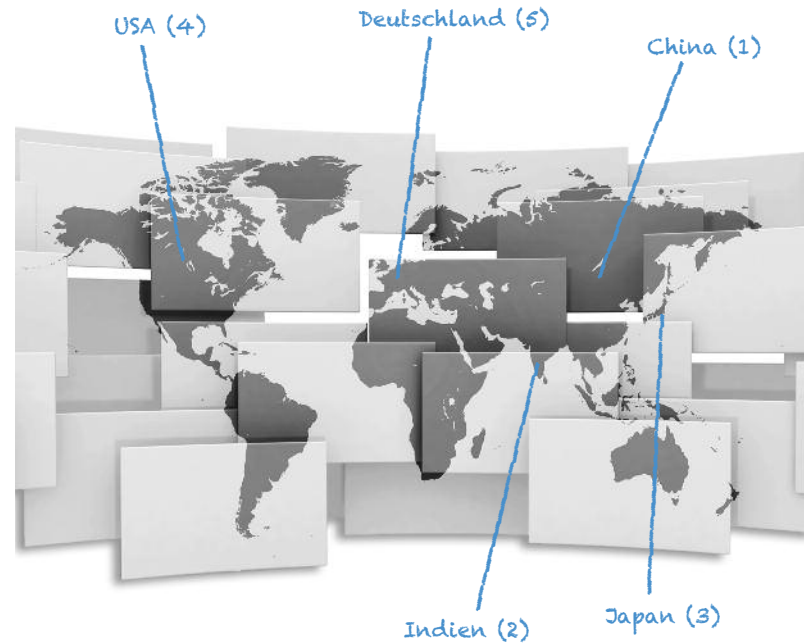 USA (4)
Deutschland (5)
China (1)
Indien (2)
Japan (3)